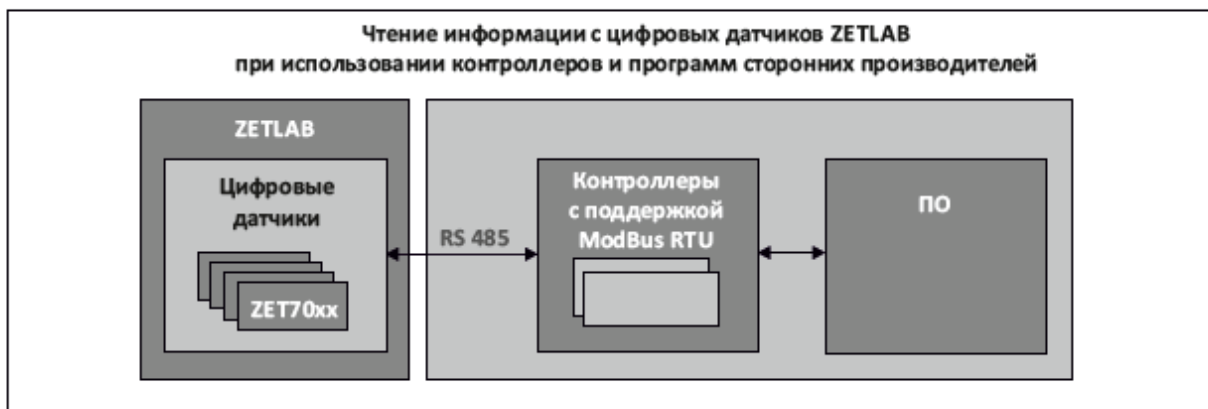 Чтение информации с цифровых датчиков ZETLAB
при использовании контроллеров и программ сторонних производителей
ZETLAB
Цифровые
датчики
ZET70xx
RS 485
Контроллеры
с поддержкой
ModBus RTU
ПО